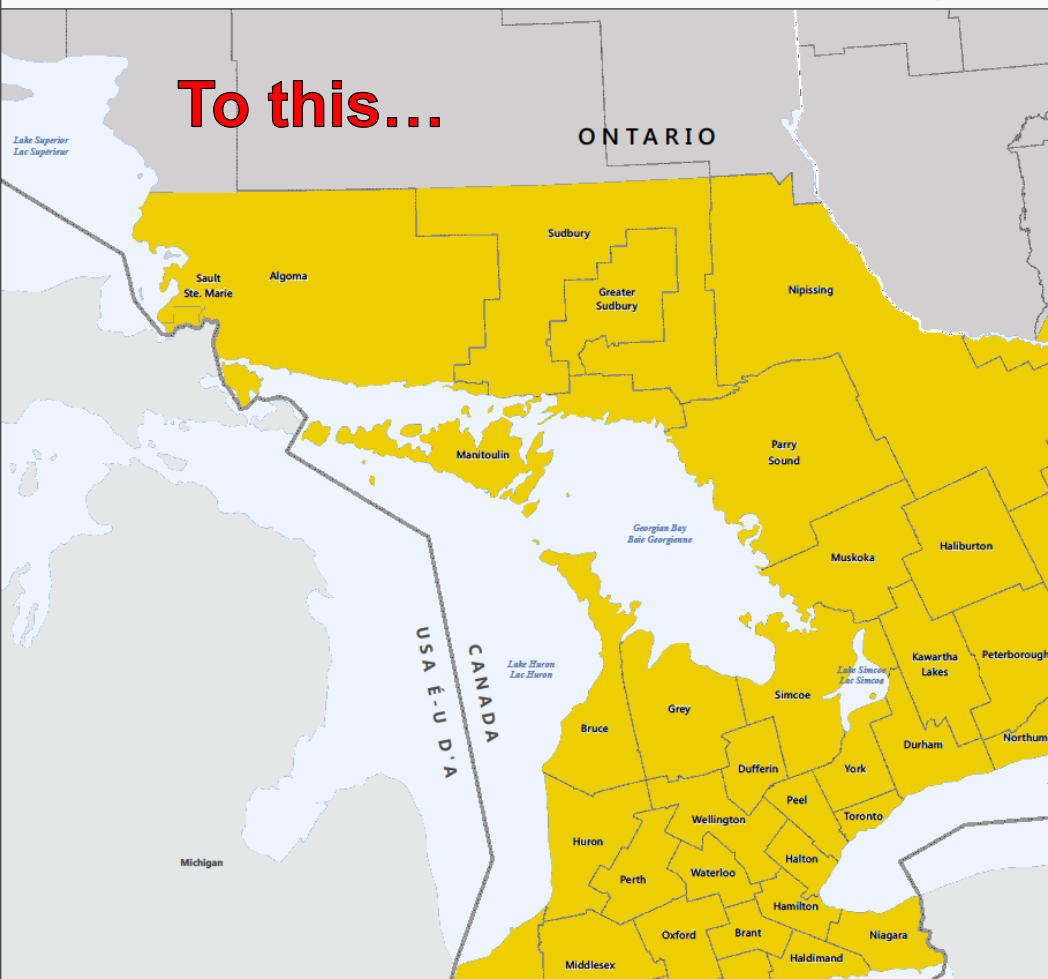 To this...
ONTARIO
Lake Superior
Lac Supérieur
Sudbury
Sault
Ste. Marie
Algoma
Greater
Sudbury
Nipissing
Parry
Sound
Manitoulin
Georgian Bay
Baie Georgienne
Muskoka
Haliburton
USA É-U D'A
CANADA
Lake Huron
Lac Huron
Kawartha
Lakes
Peterborough
Lake Simcoe
Lac Simcoe
Simcoe
Grey
Bruce
Durham
Northum
Dufferin
York
Peel
Toronto
Wellington
Huron
Halton
Waterloo
Perth
Michigan
Hamilton
Oxford
Brant
Niagara
Haldimand
Middlesex